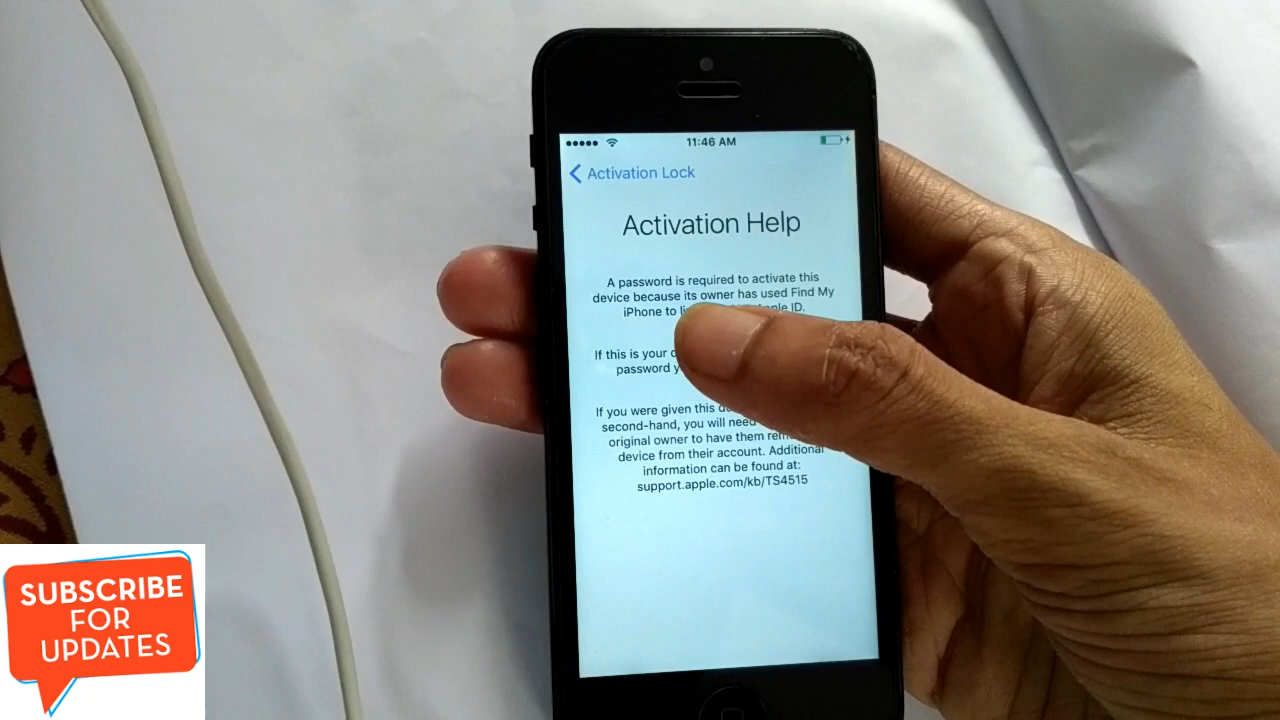 11:46 AM
Activation Lock
Activation Help
A password is required to activate this
device because its owner has used Find My
iPhone to ID.
If this is your
password
If you were given this
second-hand, you will need
original owner to have them
device from their account. Additional
information can be found at:
support.apple.com/kb/TS4515
SUBSCRIBE
FOR
UPDATES